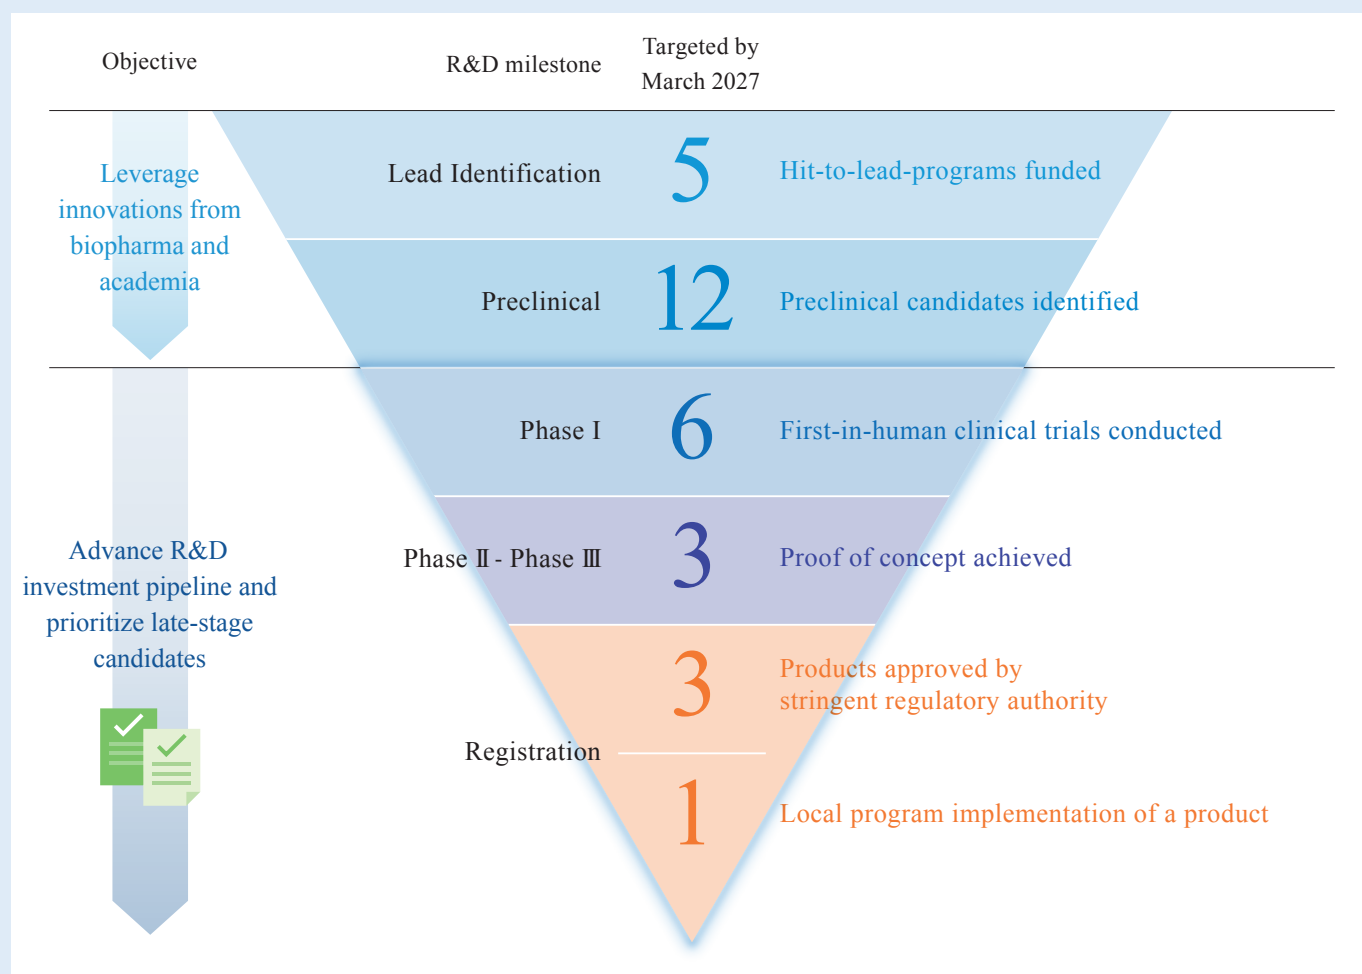 Objective
R&D milestone
Targeted by
March 2027
Leverage
innovations from
biopharma and
academia
Lead Identification
5
Hit-to-lead-programs funded
Preclinical
12
Preclinical candidates identified
Advance R&D
investment pipeline and
prioritize late-stage
candidates
Phase I
6
First-in-human clinical trials conducted
Phase Ⅱ - Phase Ⅲ
3
Proof of concept achieved
Registration
3
Products approved by
stringent regulatory authority
1
Local program implementation of a product